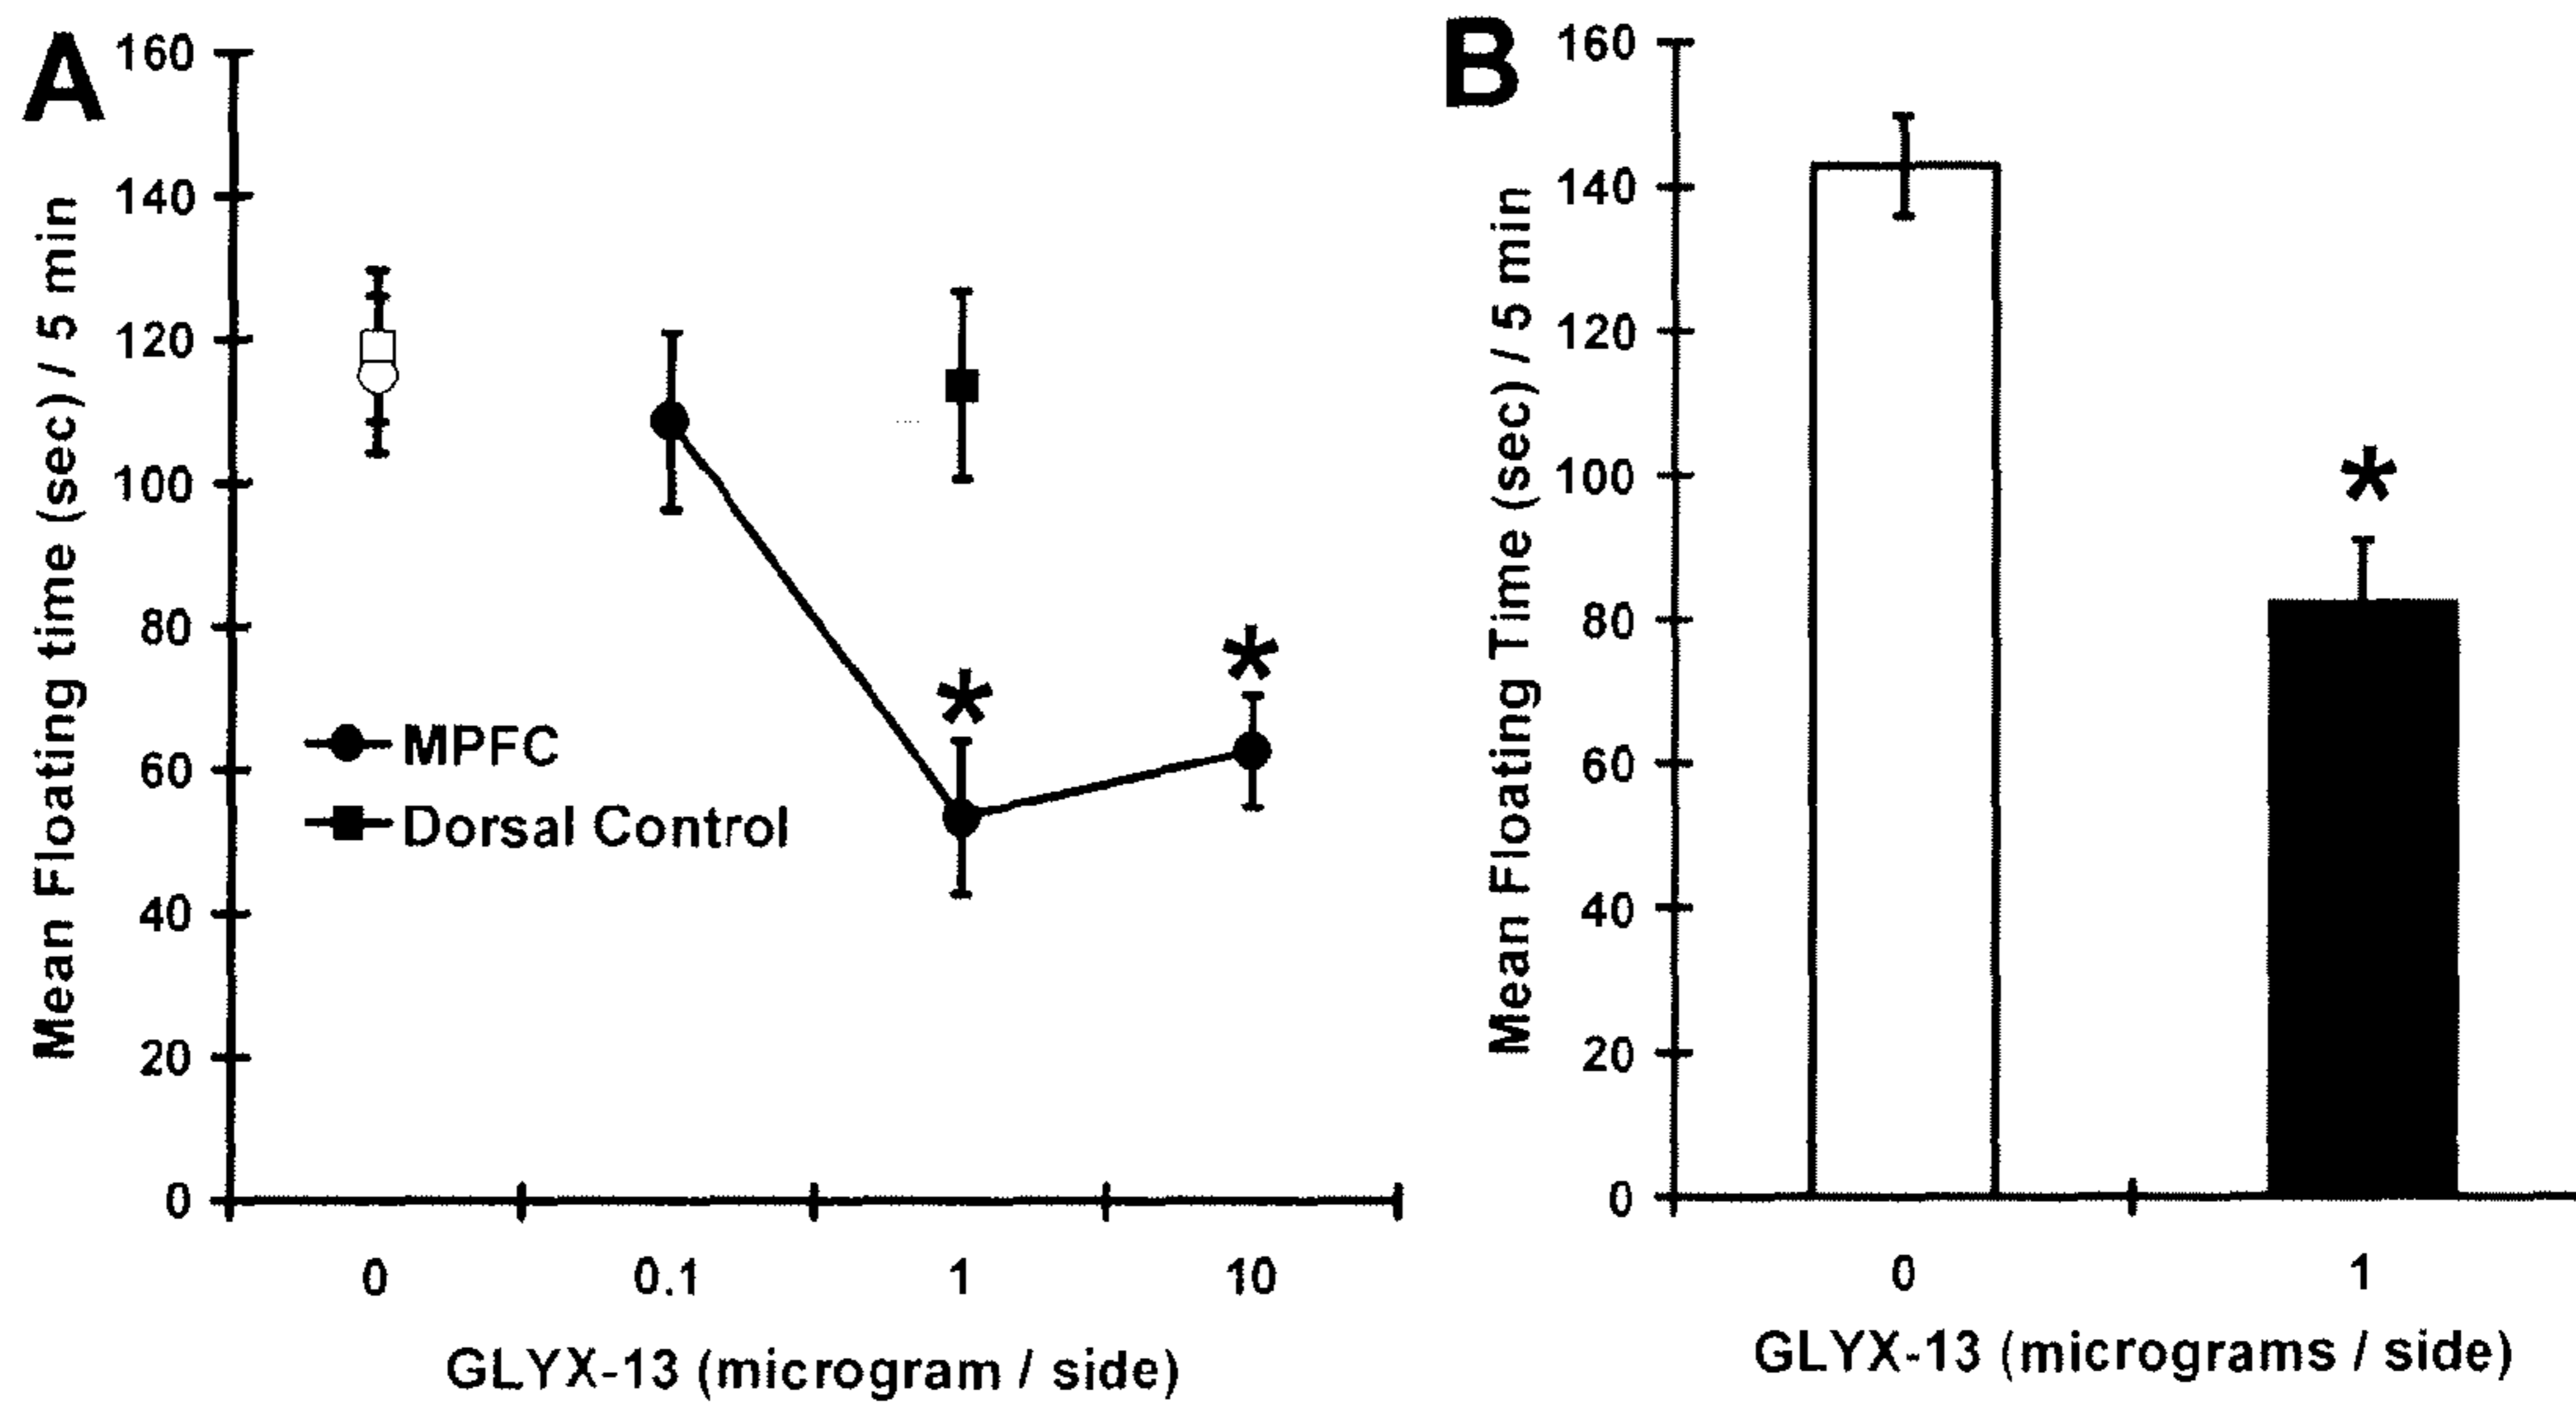 A
160
140
120
100
80
60
40
20
0
Mean Floating time (sec) / 5 min
*
*
MPFC
Dorsal Control
0 0.1 1 10
GLYX-13 (microgram / side)
B
160
140
120
100
80
60
40
20
0
Mean Floating Time (sec) / 5 min
*
0 1
GLYX-13 (micrograms / side)